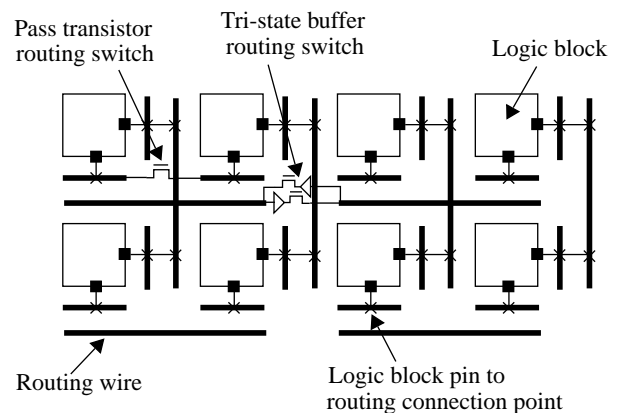 Pass transistor
routing switch
Tri-state buffer
routing switch
Logic block
Routing wire
Logic block pin to
routing connection point